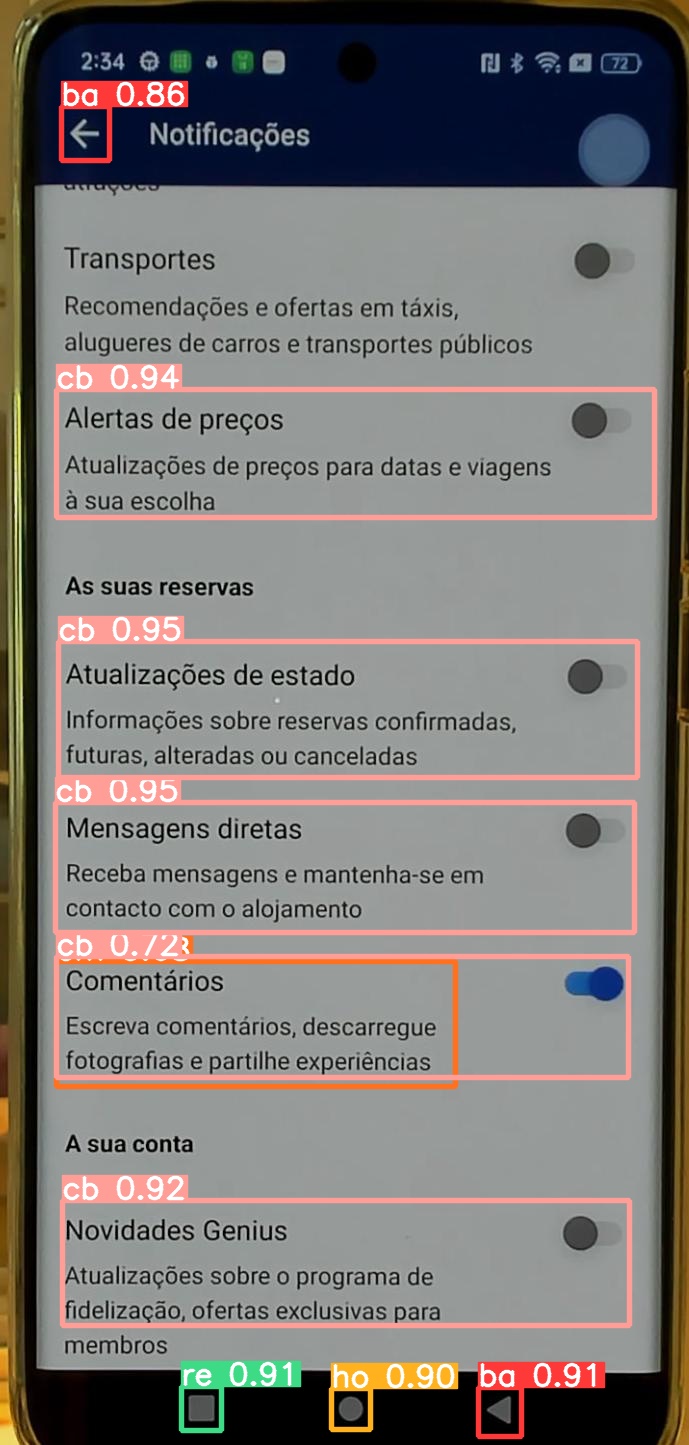 2:34
72
ba 0.86
Notificações
Transportes
Recomendações e ofertas em táxis,
alugueres de carros e transportes públicos
cb 0.94
Alertas de preços
Atualizações de preços para datas e viagens
à sua escolha
As suas reservas
cb 0.95
Atualizações de estado
Informações sobre reservas confirmadas,
futuras, alteradas ou canceladas
cb 0.95
Mensagens diretas
Receba mensagens e mantenha-se em
contacto com o alojamento
cb 0.72
Comentários
Escreva comentários, descarregue
fotografias e partilhe experiências
A sua conta
cb 0.92
Novidades Genius
Atualizações sobre o programa de
fidelização, ofertas exclusivas para
membros
re 0.91
ho 0.90
ba 0.91